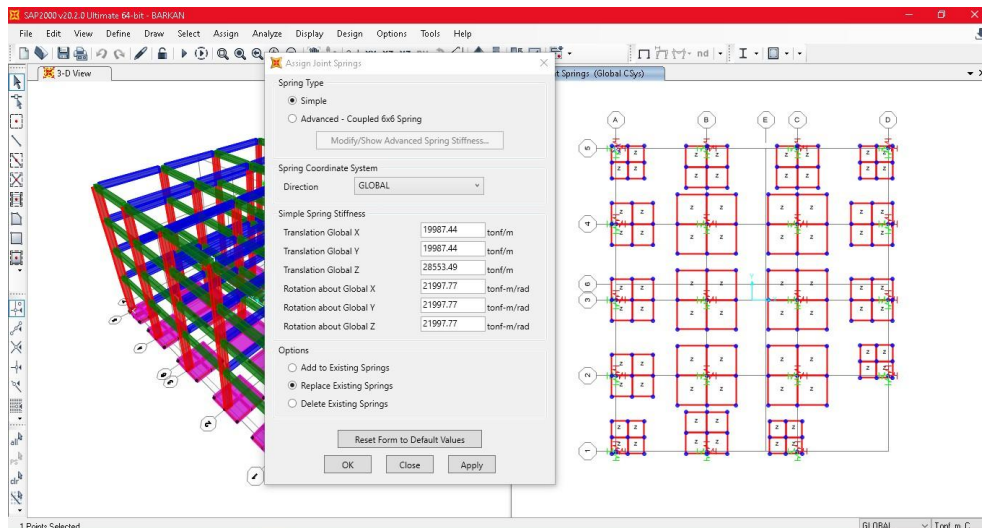 SAP2000 v20.2.0 Ultimate 64-bit - BARKAN
File Edit View Define Draw Select Assign Analyze Display Design Options Tools Help
nd
3-D View
Springs (Global CSys)
Assign Joint Springs
Spring Type
Simple
Advanced - Coupled 6x6 Spring
Modify/Show Advanced Spring Stiffness...
Spring Coordinate System
Direction GLOBAL
Simple Spring Stiffness
Translation Global X 19987.44 tonf/m
Translation Global Y 19987.44 tonf/m
Translation Global Z 28553.49 tonf/m
Rotation about Global X 21997.77 tonf-m/rad
Rotation about Global Y 21997.77 tonf-m/rad
Rotation about Global Z 21997.77 tonf-m/rad
Options
Add to Existing Springs
Replace Existing Springs
Delete Existing Springs
Reset Form to Default Values
OK Close Apply
A B E C D
5
4
6
3
2
1
all
dr
1 Points Selected
GLOBAL Tonf, m, C